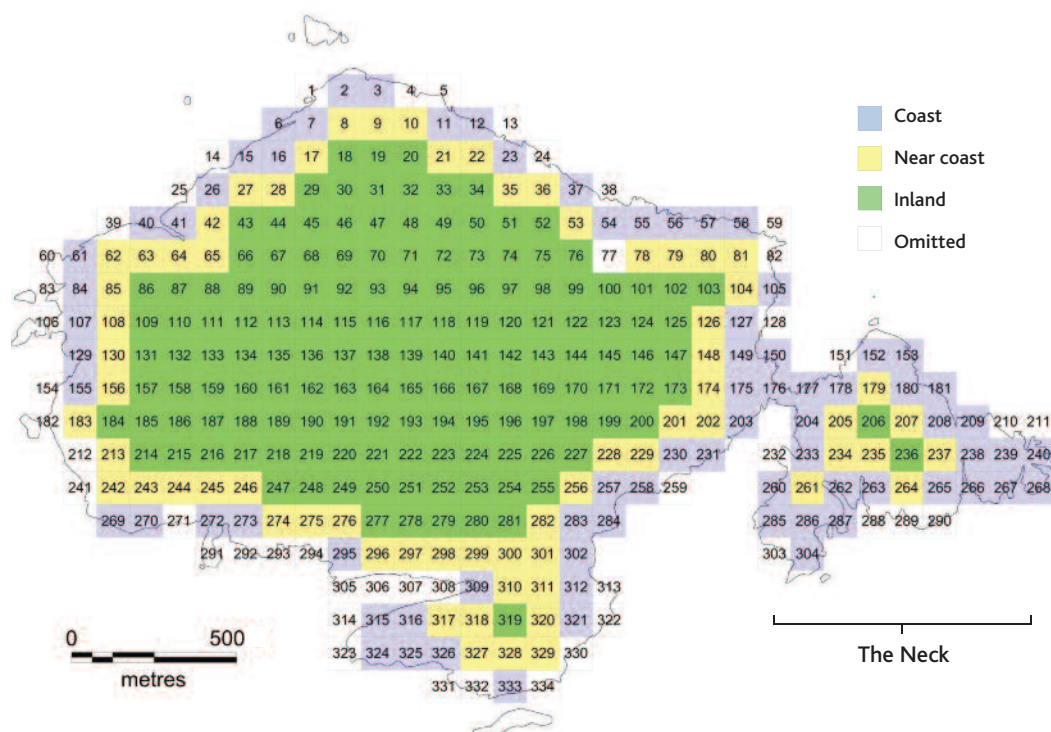 1 2 3 4 5
6 7 8 9 10 11 12 13
Coast
14 15 16 17 18 19 20 21 22 23 24
Near coast
25 26 27 28 29 30 31 32 33 34 35 36 37 38
Inland
39 40 41 42 43 44 45 46 47 48 49 50 51 52 53 54 55 56 57 58 59
Omitted
60 61 62 63 64 65 66 67 68 69 70 71 72 73 74 75 76 77 78 79 80 81 82
83 84 85 86 87 88 89 90 91 92 93 94 95 96 97 98 99 100 101 102 103 104 105
106 107 108 109 110 111 112 113 114 115 116 117 118 119 120 121 122 123 124 125 126 127 128
129 130 131 132 133 134 135 136 137 138 139 140 141 142 143 144 145 146 147 148 149 150 151 152 153
154 155 156 157 158 159 160 161 162 163 164 165 166 167 168 169 170 171 172 173 174 175 176 177 178 179 180 181
182 183 184 185 186 187 188 189 190 191 192 193 194 195 196 197 198 199 200 201 202 203 204 205 206 207 208 209 210 211
212 213 214 215 216 217 218 219 220 221 222 223 224 225 226 227 228 229 230 231 232 233 234 235 236 237 238 239 240
241 242 243 244 245 246 247 248 249 250 251 252 253 254 255 256 257 258 259 260 261 262 263 264 265 266 267 268
269 270 271 272 273 274 275 276 277 278 279 280 281 282 283 284 285 286 287 288 289 290
291 292 293 294 295 296 297 298 299 300 301 302 303 304
305 306 307 308 309 310 311 312 313
314 315 316 317 318 319 320 321 322
323 324 325 326 327 328 329 330
331 332 333 334
0 500
metres
The Neck